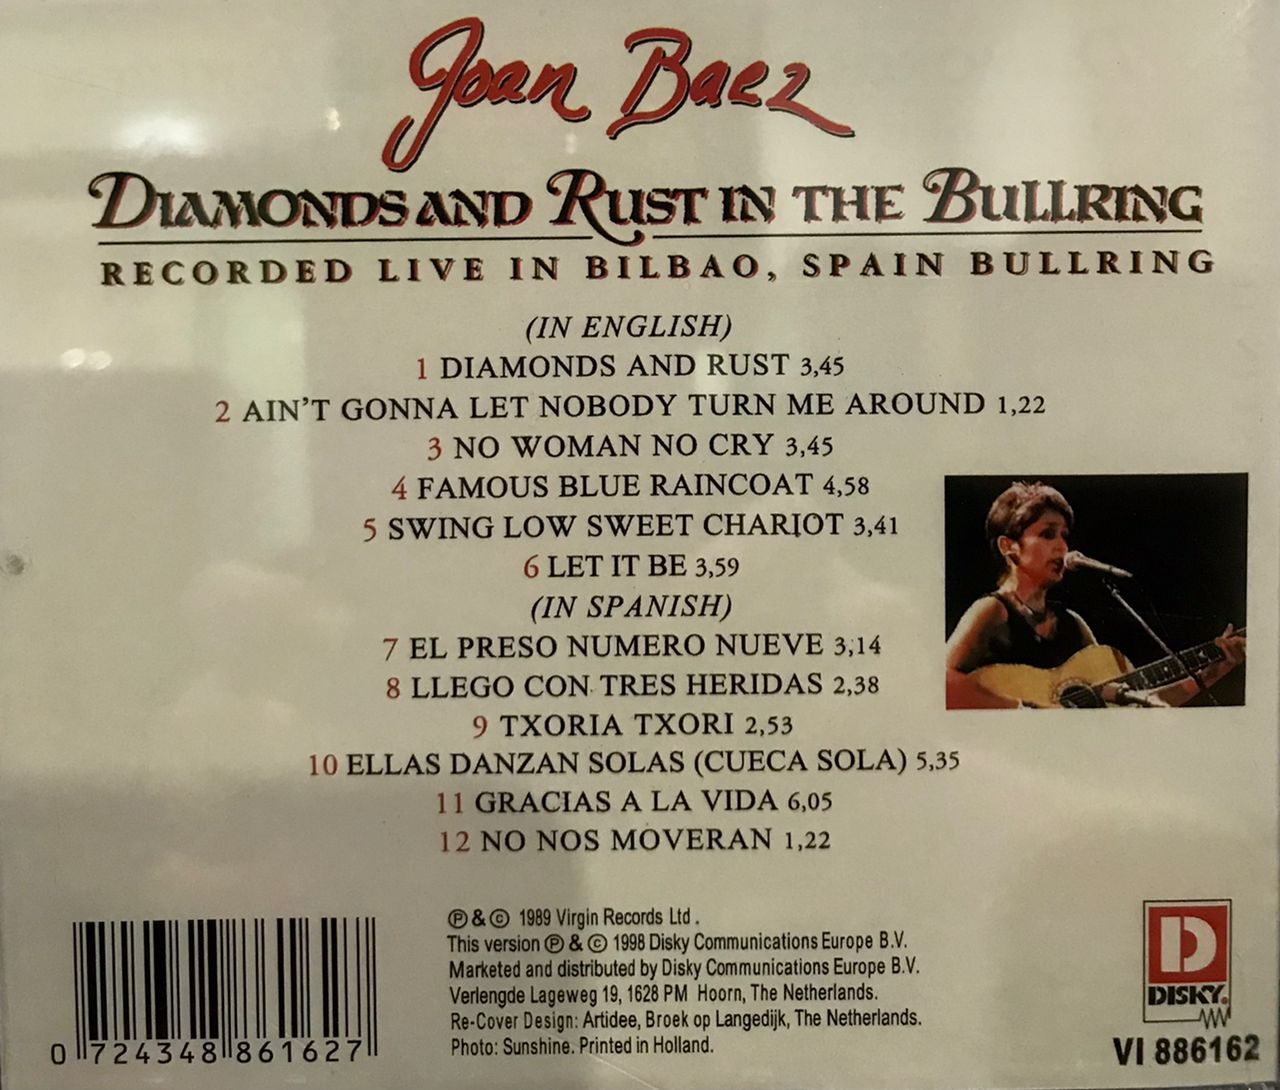 Joan Baez
DIAMONDS AND RUST IN THE BULLRING
RECORDED LIVE IN BILBAO, SPAIN BULLRING
(IN ENGLISH)
1 DIAMONDS AND RUST 3,45
2 AIN'T GONNA LET NOBODY TURN ME AROUND 1,22
3 NO WOMAN NO CRY 3,45
4 FAMOUS BLUE RAINCOAT 4,58
5 SWING LOW SWEET CHARIOT 3,41
6 LET IT BE 3,59
(IN SPANISH)
7 EL PRESO NUMERO NUEVE 3,14
8 LLEGO CON TRES HERIDAS 2,38
9 TXORIA TXORI 2,53
10 ELLAS DANZAN SOLAS (CUECA SOLA) 5,35
11 GRACIAS A LA VIDA 6,05
12 NO NOS MOVERAN 1,22
℗ & © 1989 Virgin Records Ltd .
This version ℗ & © 1998 Disky Communications Europe B.V.
Marketed and distributed by Disky Communications Europe B.V.
Verlengde Lageweg 19, 1628 PM Hoorn, The Netherlands.
Re-Cover Design: Artidee, Broek op Langedijk, The Netherlands.
Photo: Sunshine. Printed in Holland.
0 724348 861627
D
DISKY.
VI 886162